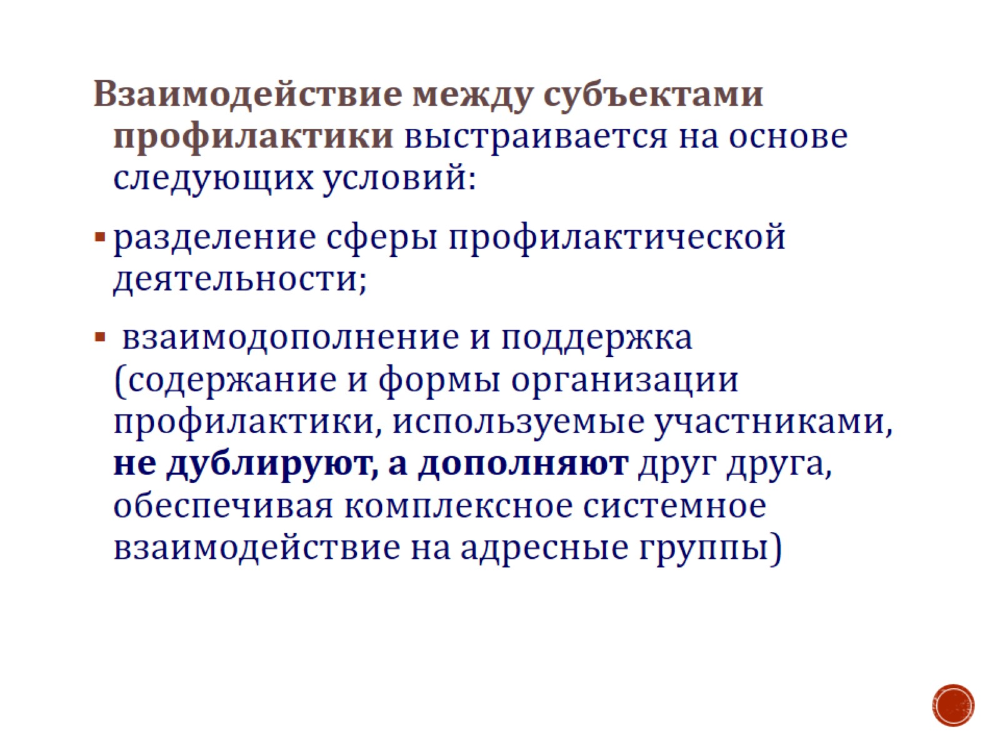 Взаимодействие между субъектами
профилактики выстраивается на основе
следующих условий:
▪ разделение сферы профилактической
деятельности;
▪ взаимодополнение и поддержка
(содержание и формы организации
профилактики, используемые участниками,
не дублируют, а дополняют друг друга,
обеспечивая комплексное системное
взаимодействие на адресные группы)